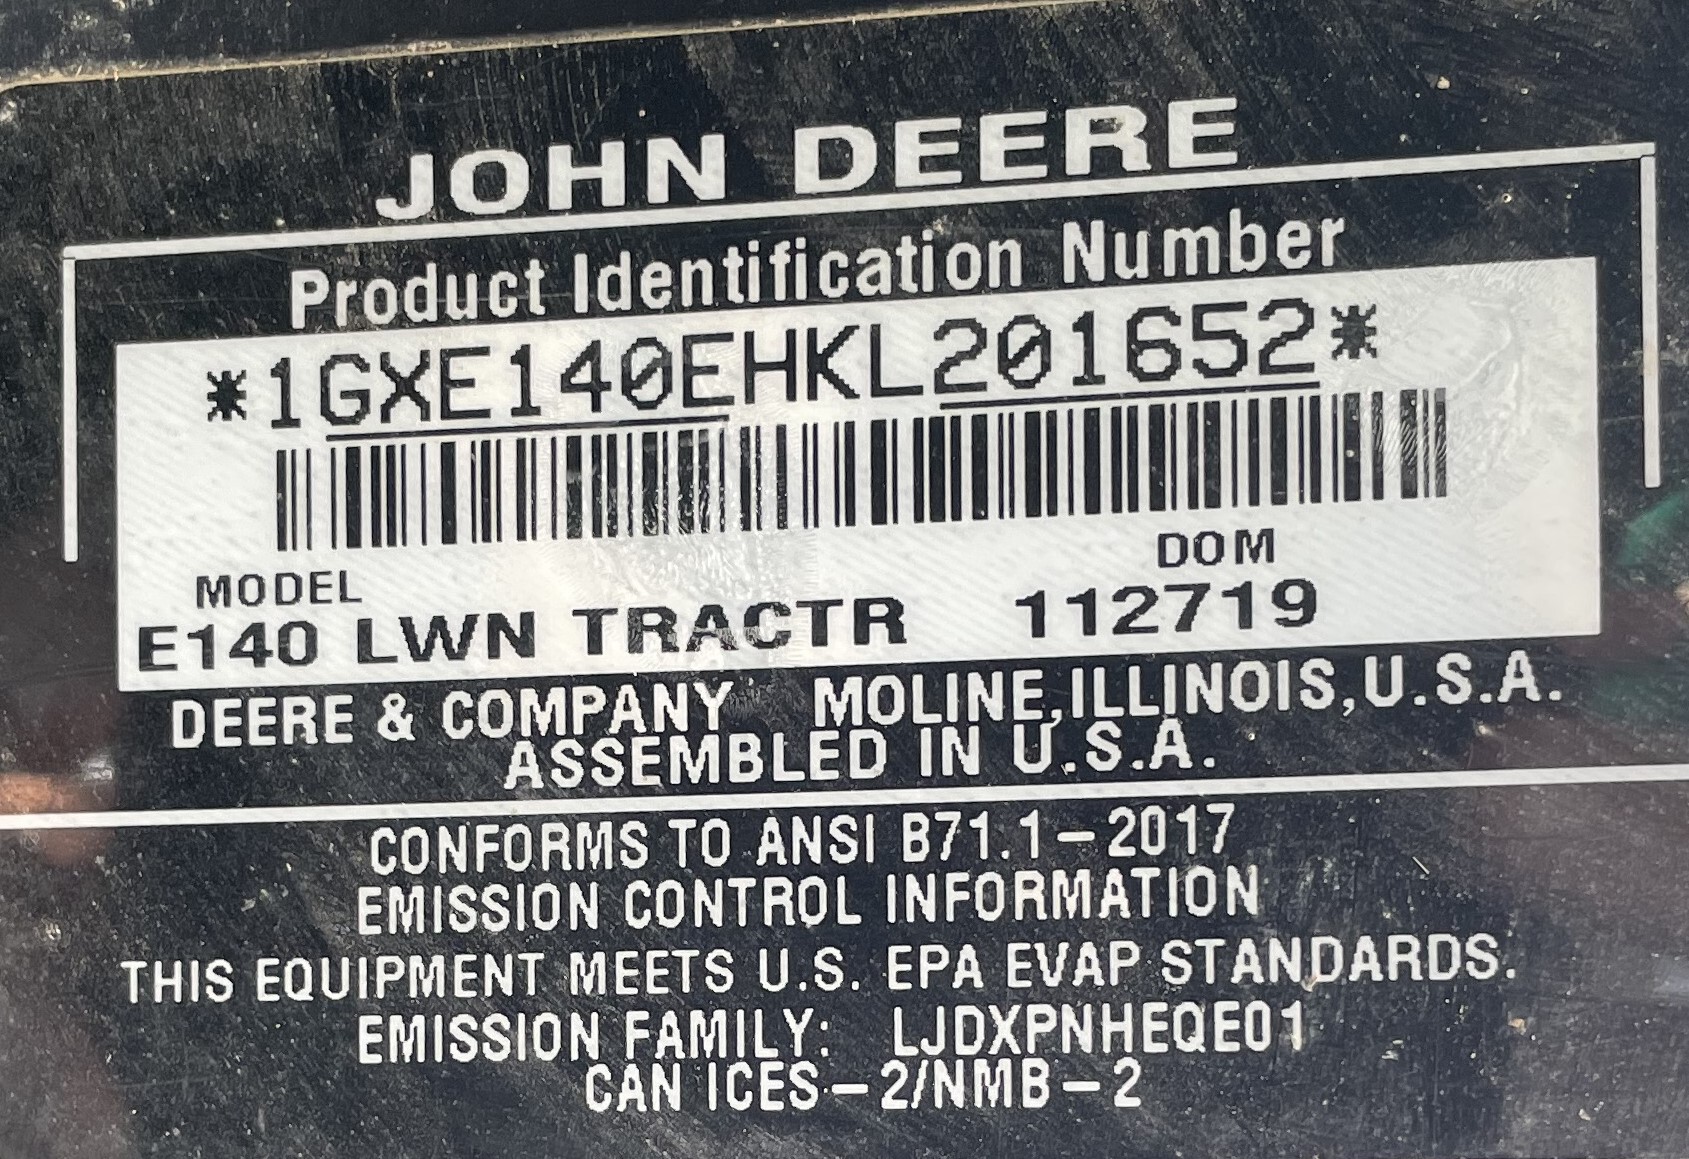 JOHN DEERE
Product Identification Number
*1GXE140EHKL201652*
MODEL DOM
E140 LWN TRACTR 112719
DEERE & COMPANY MOLINE,ILLINOIS,U.S.A.
ASSEMBLED IN U.S.A.
CONFORMS TO ANSI B71.1-2017
EMISSION CONTROL INFORMATION
THIS EQUIPMENT MEETS U.S. EPA EVAP STANDARDS.
EMISSION FAMILY: LJDXPNHEQE01
CAN ICES-2/NMB-2